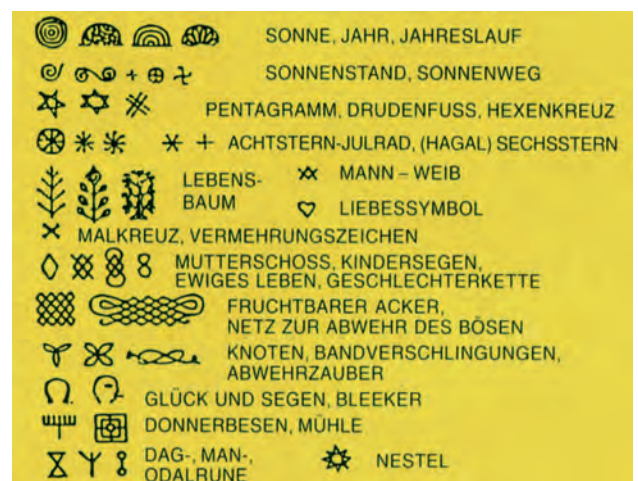 SONNE, JAHR, JAHRESLAUF
SONNENSTAND, SONNENWEG
PENTAGRAMM, DRUDENFUSS, HEXENKREUZ
ACHTSTERN-JULRAD, (HAGAL) SECHSSTERN
LEBENS-
BAUM
MANN – WEIB
LIEBESSYMBOL
MALKREUZ, VERMEHRUNGSZEICHEN
MUTTERSCHOSS, KINDERSEGEN,
EWIGES LEBEN, GESCHLECHTERKETTE
FRUCHTBARER ACKER,
NETZ ZUR ABWEHR DES BÖSEN
KNOTEN, BANDVERSCHLINGUNGEN,
ABWEHRZAUBER
GLÜCK UND SEGEN, BLEEKER
DONNERBESEN, MÜHLE
DAG-, MAN-,
ODALRUNE
NESTEL